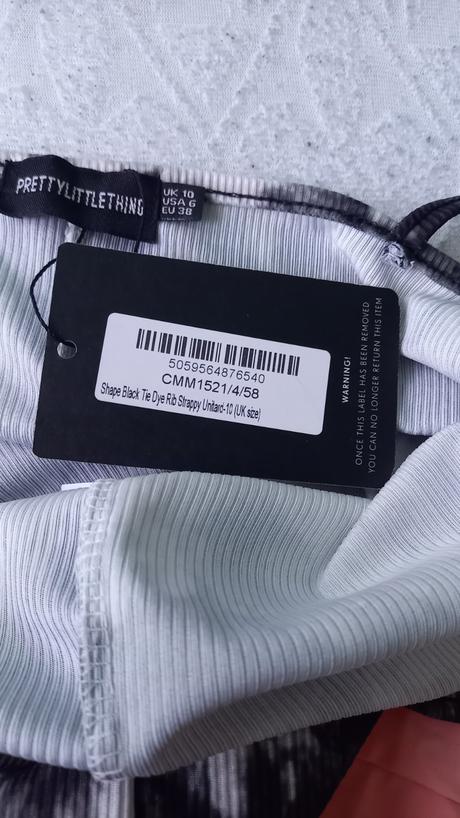 PRETTYLITTLETHING
UK 10
USA 6
EU 38
5059564876540
CMM1521/4/58
Shape Black Tie Dye Rib Strappy Unitard-10 (UK size)
WARNING!
ONCE THIS LABEL HAS BEEN REMOVED
YOU CAN NO LONGER RETURN THIS ITEM